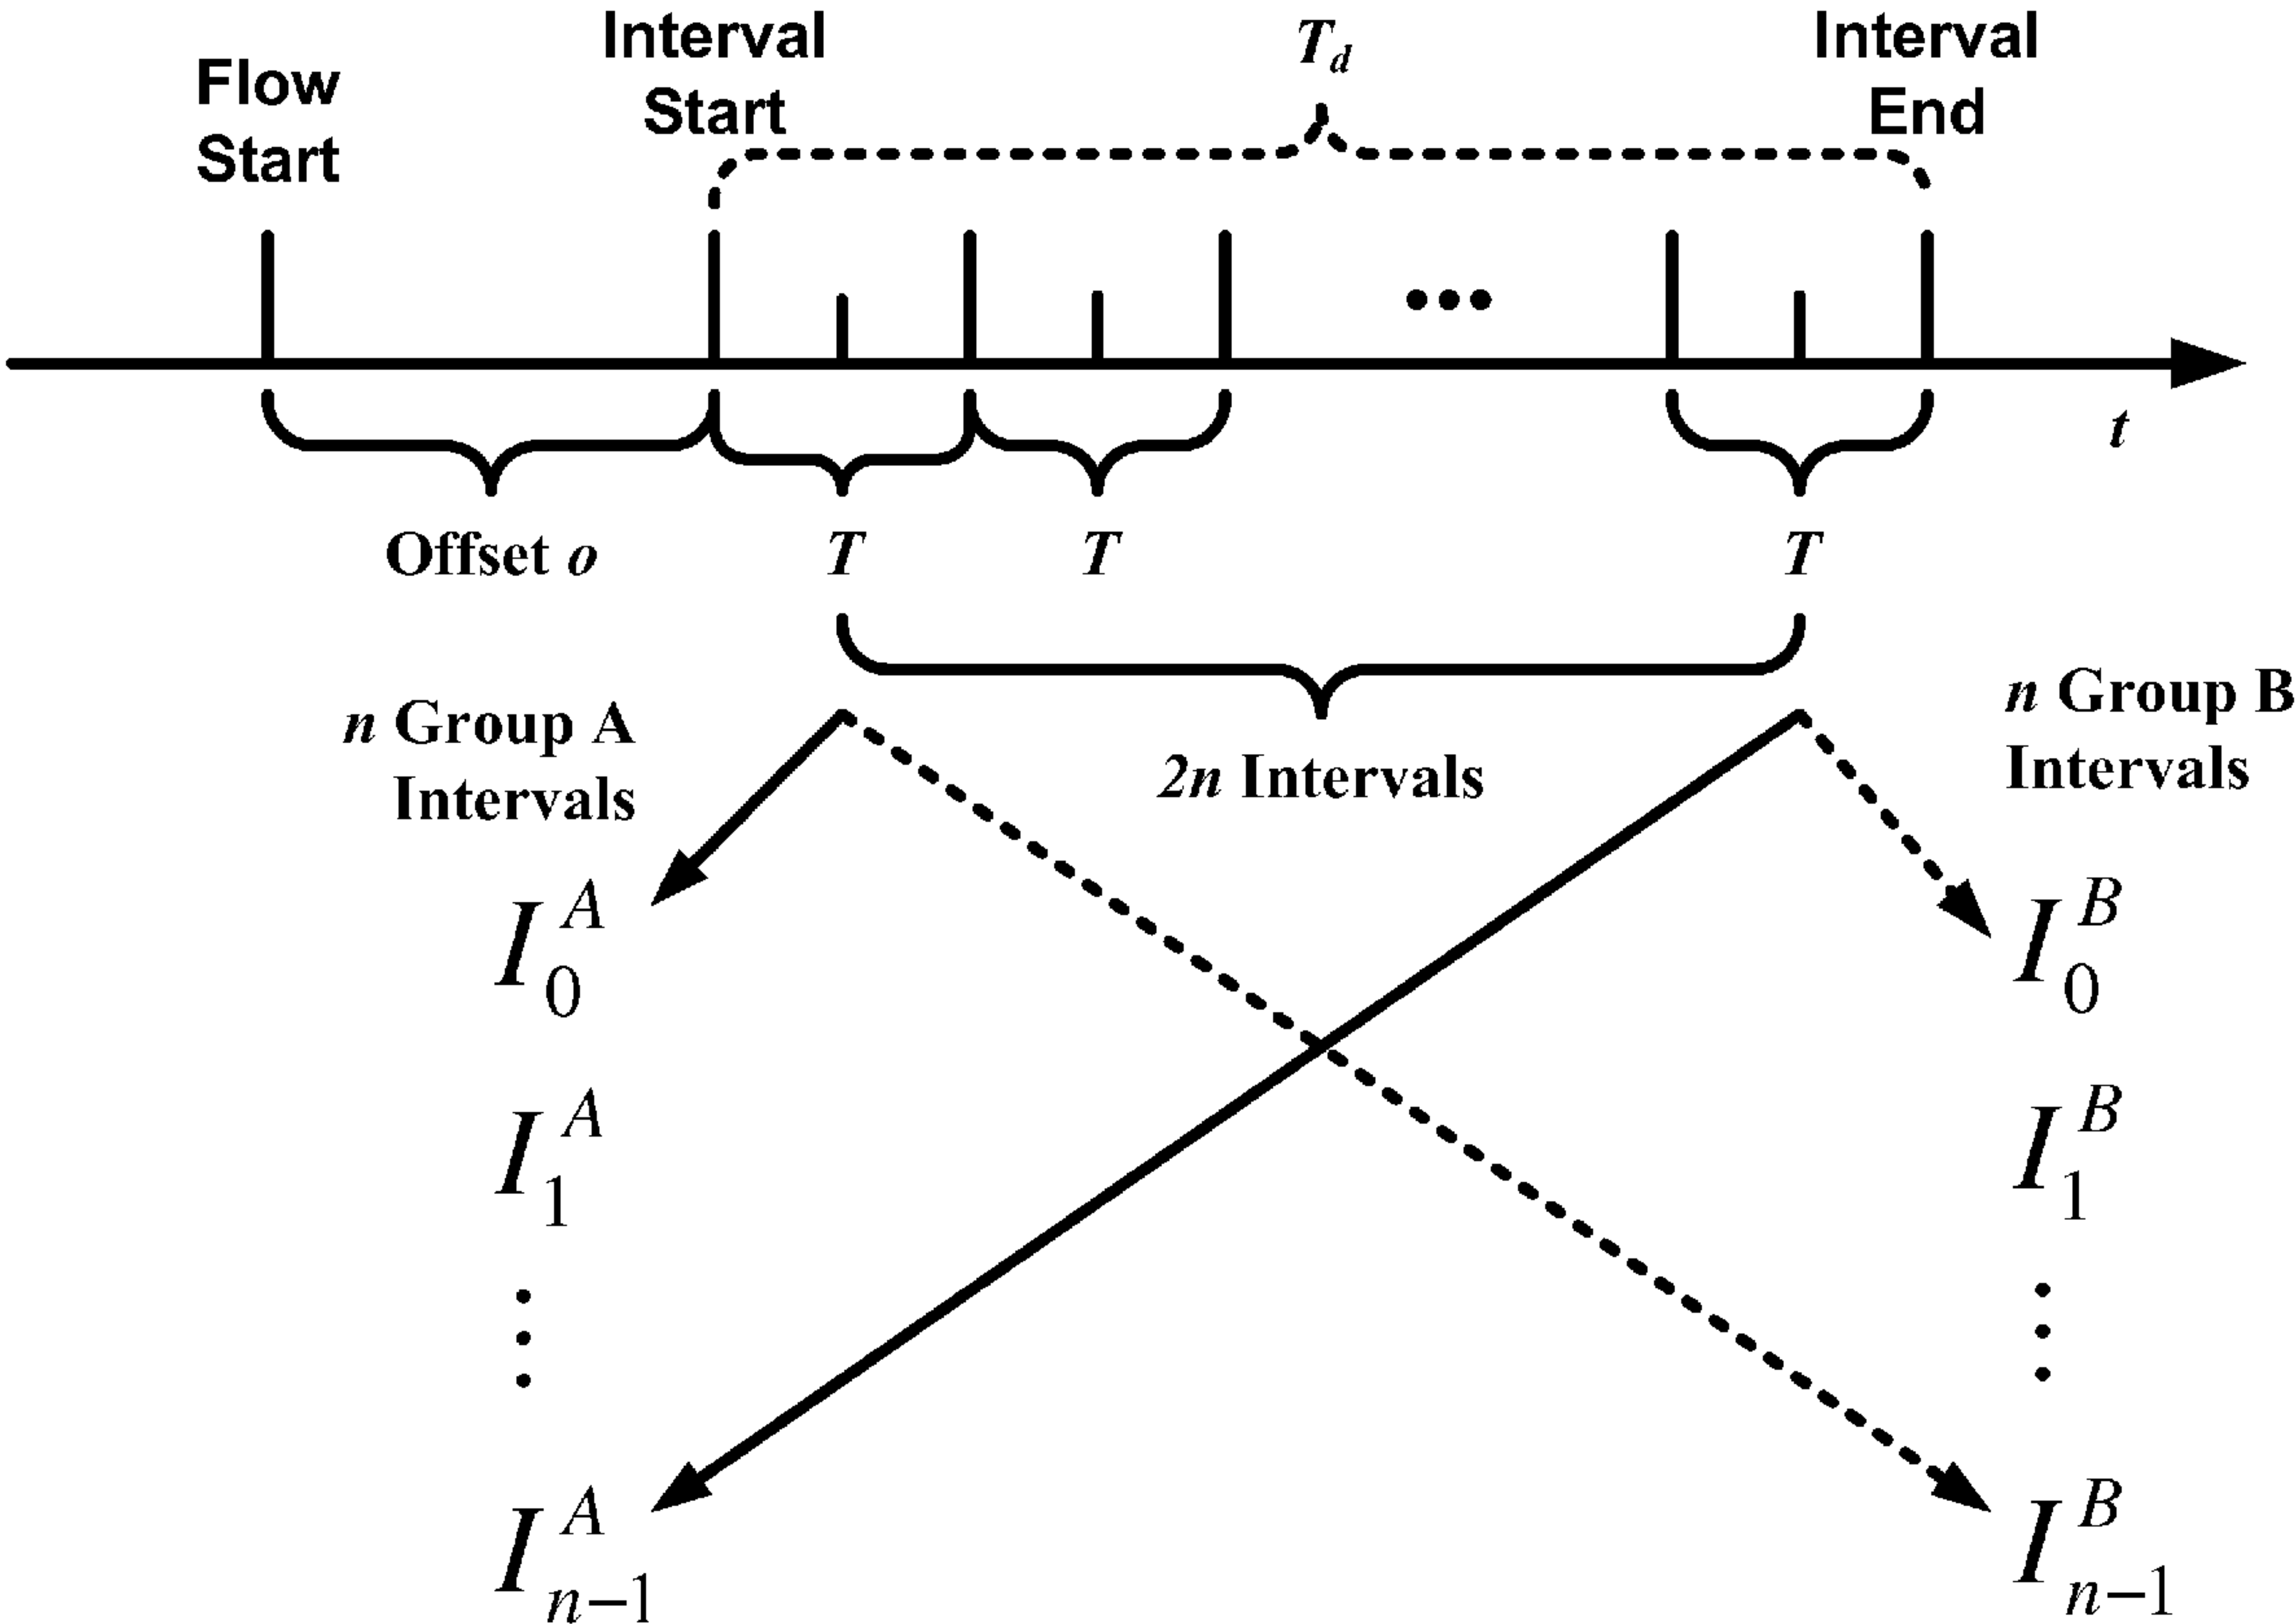 Flow
Start
Interval
Start
T_d
Interval
End
t
Offset o
T
T
T
n Group A
Intervals
2n Intervals
n Group B
Intervals
I_0^A
I_0^B
I_1^A
I_1^B
I_{n-1}^A
I_{n-1}^B